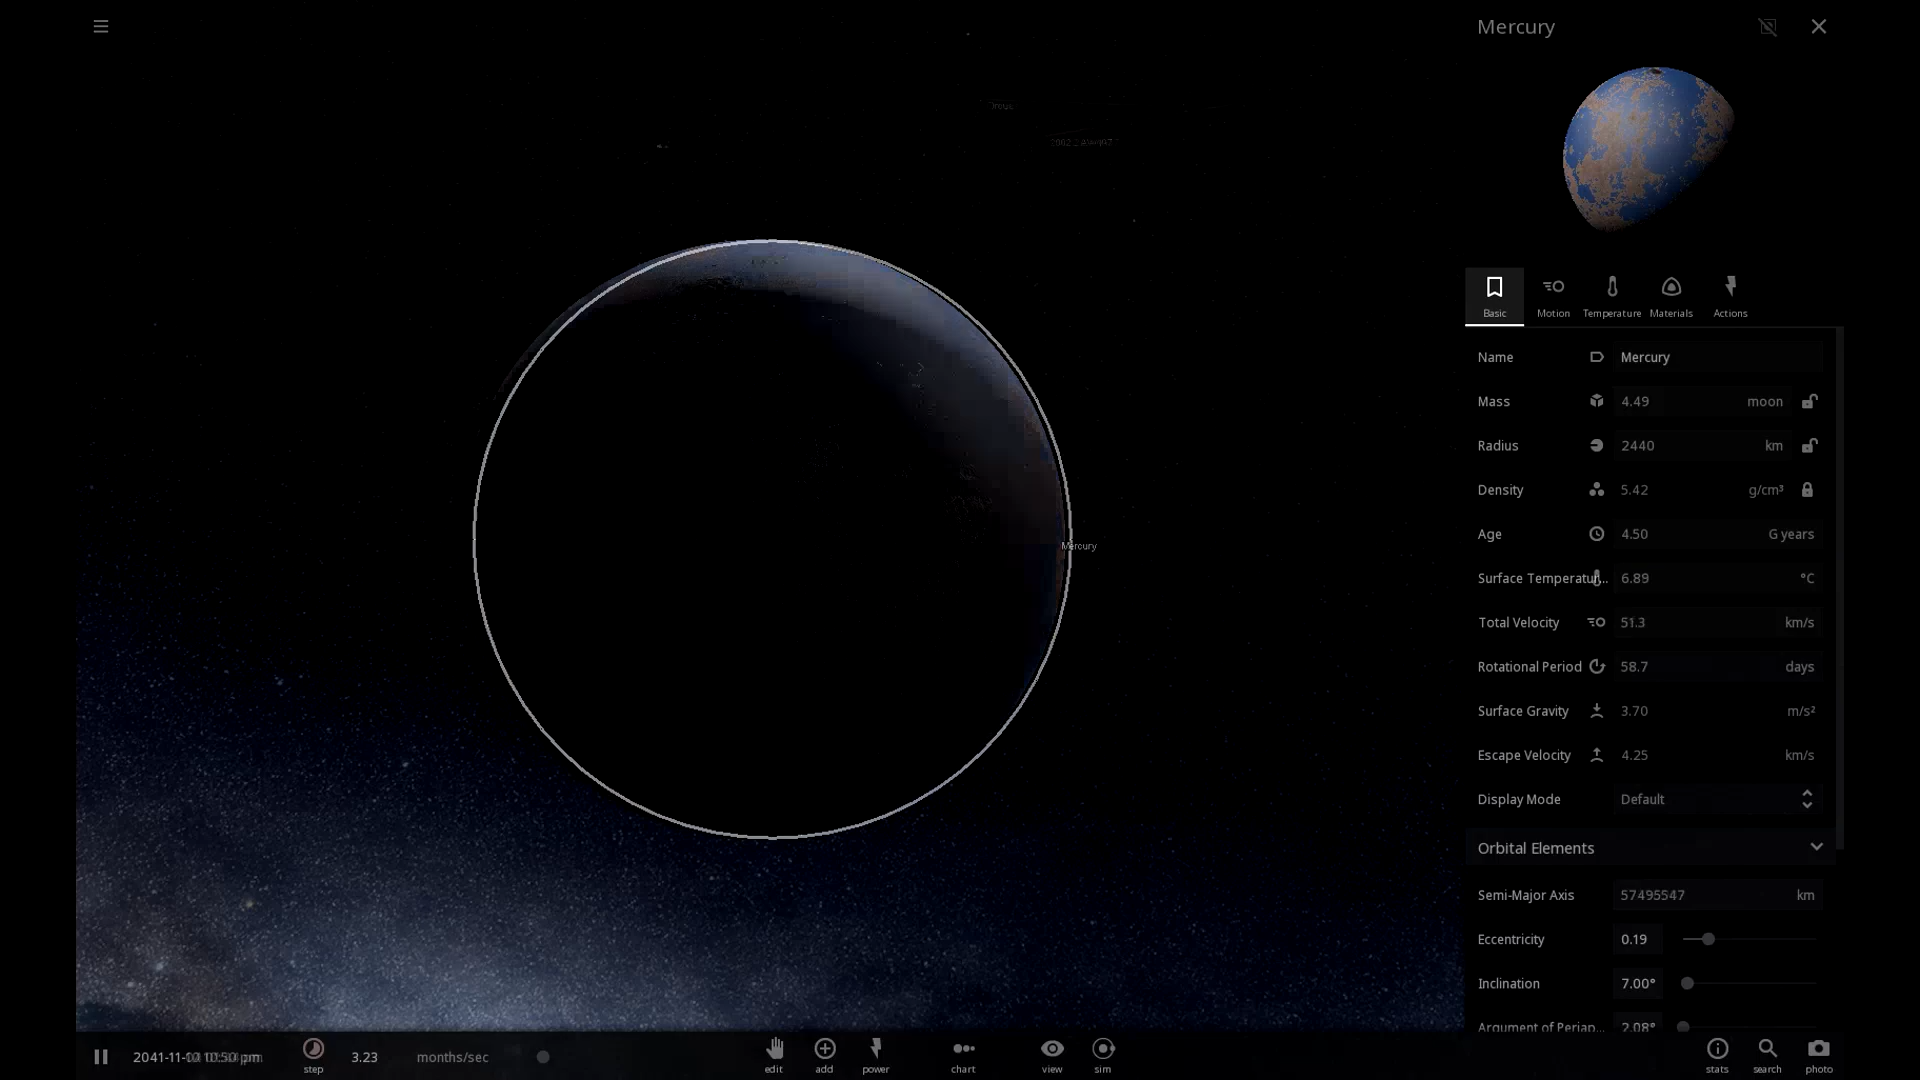 Mercury
Basic
Motion
Temperature
Materials
Actions
Name Mercury
Mass 4.49 moon
Radius 2440 km
Density 5.42 g/cm³
Age 4.50 G years
Surface Temperatur... 6.89 °C
Total Velocity 51.3 km/s
Rotational Period 58.7 days
Surface Gravity 3.70 m/s²
Escape Velocity 4.25 km/s
Display Mode Default
Orbital Elements
Semi-Major Axis 57495547 km
Eccentricity 0.19
Inclination 7.00°
Argument of Periap... 2.08°
Mercury
3.23 months/sec
step
edit
add
power
chart
view
sim
stats
search
photo